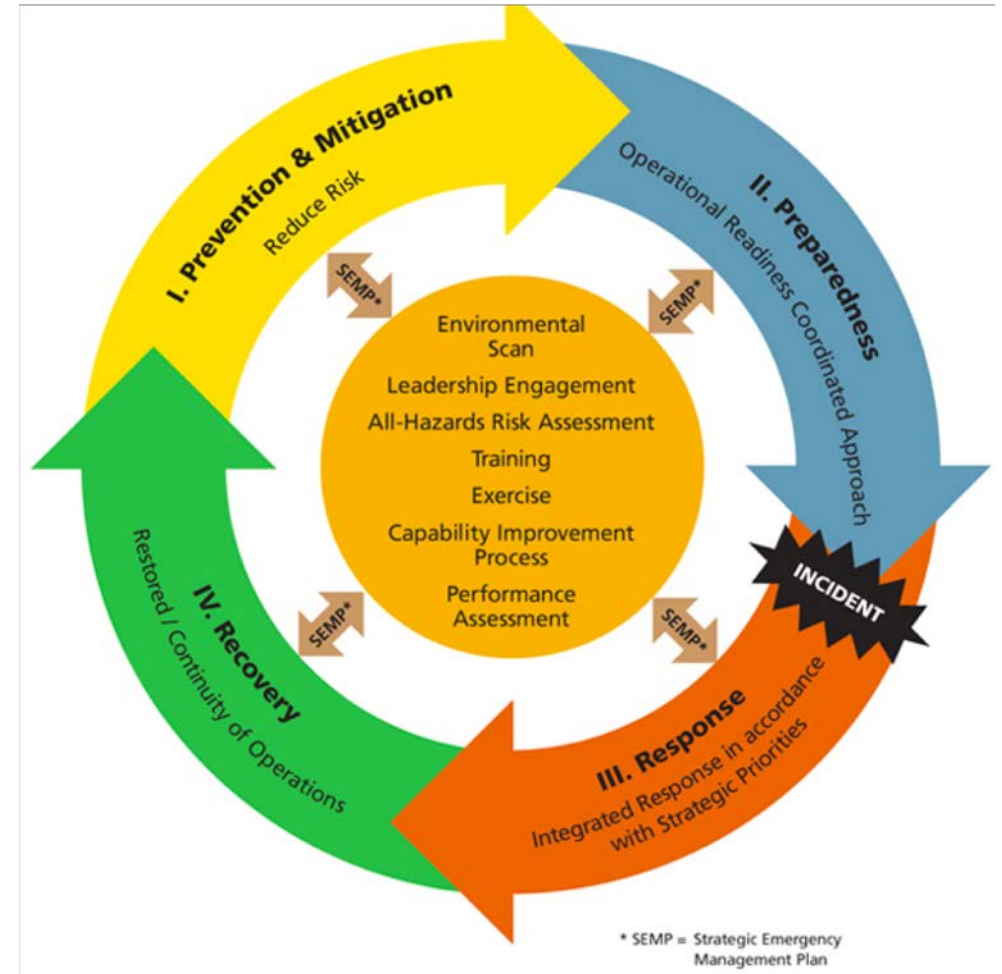 I. Prevention & Mitigation
Reduce Risk
II. Preparedness
Operational Readiness Coordinated Approach
SEMP*
SEMP*
Environmental
Scan
Leadership Engagement
All-Hazards Risk Assessment
Training
Exercise
Capability Improvement
Process
Performance
Assessment
INCIDENT
SEMP*
SEMP*
IV. Recovery
Restored / Continuity of Operations
III. Response
Integrated Response in accordance
with Strategic Priorities
* SEMP = Strategic Emergency
Management Plan